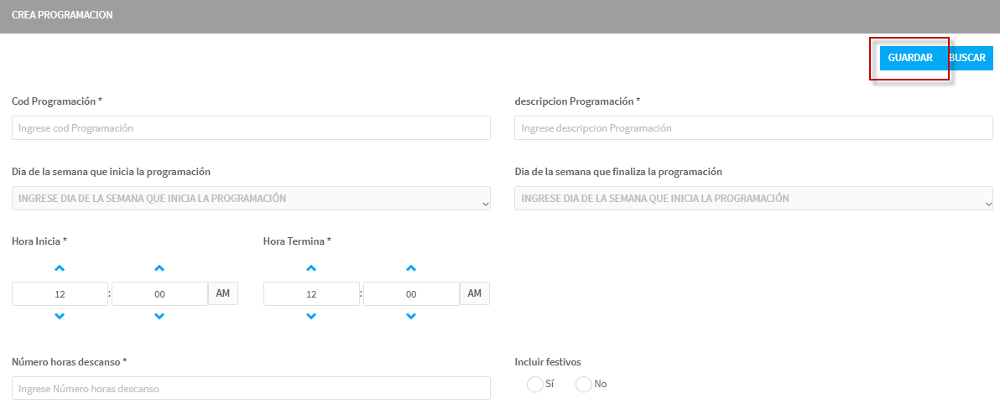 CREA PROGRAMACION
GUARDAR BUSCAR
Cod Programación * descripcion Programación *
Ingrese cod Programación Ingrese descripcion Programación
Dia de la semana que inicia la programación Dia de la semana que finaliza la programación
INGRESE DIA DE LA SEMANA QUE INICIA LA PROGRAMACIÓN INGRESE DIA DE LA SEMANA QUE INICIA LA PROGRAMACIÓN
Hora Inicia * Hora Termina *
12 : 00 AM 12 : 00 AM
Número horas descanso * Incluir festivos
Ingrese Número horas descanso Sí No